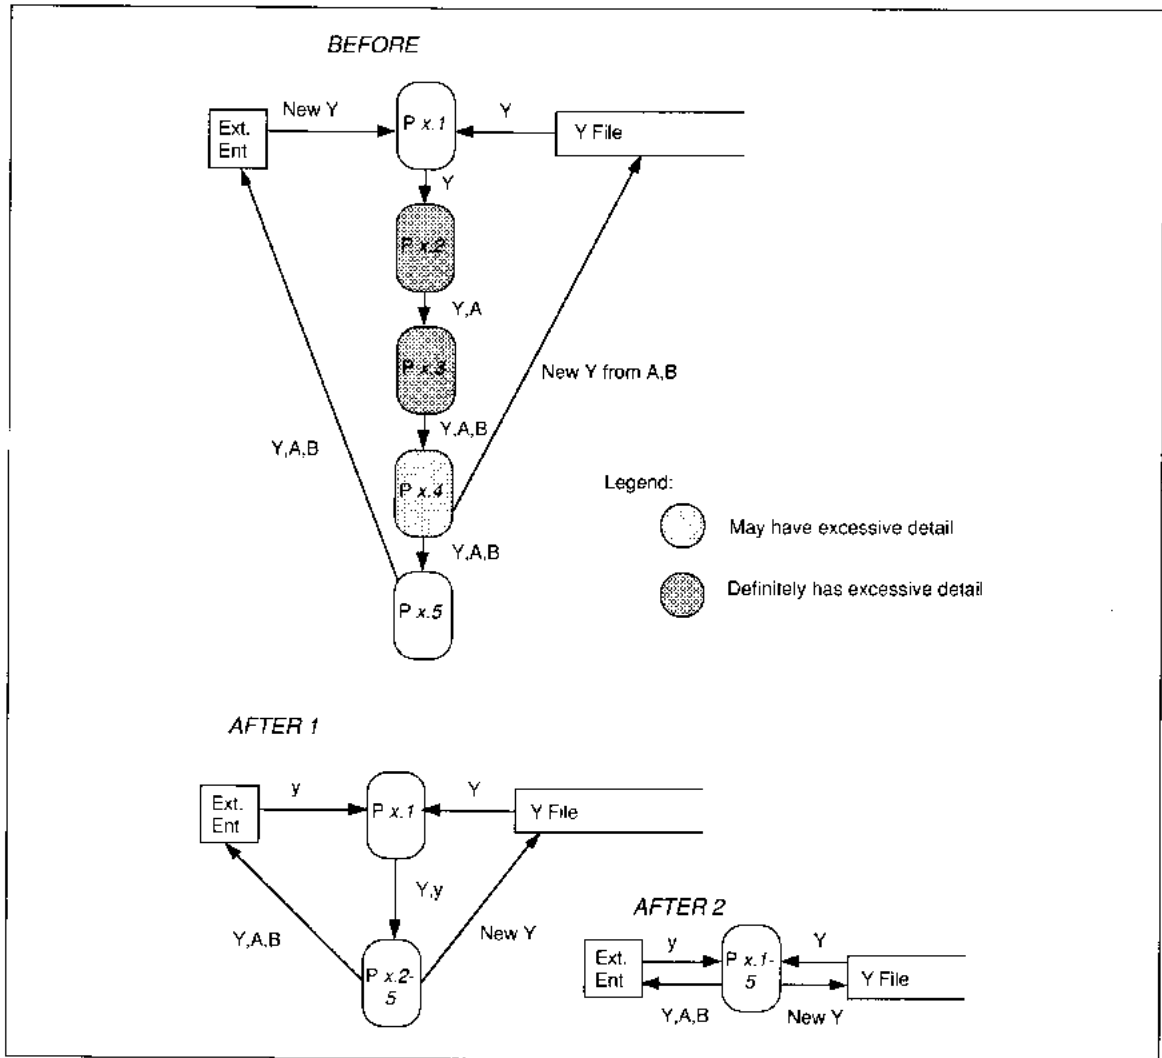 BEFORE
New Y
P x.1
Y
Y File
Ext.
Ent
Y
P x.2
Y,A
P x.3
New Y from A,B
Y,A,B
Y,A,B
P x.4
Legend:
May have excessive detail
Y,A,B
Definitely has excessive detail
P x.5
AFTER 1
y
Y
Ext.
Ent
P x.1
Y File
Y,y
Y,A,B
New Y
P x.2-
5
AFTER 2
y
Y
Ext.
Ent
P x.1-
5
Y File
Y,A,B
New Y